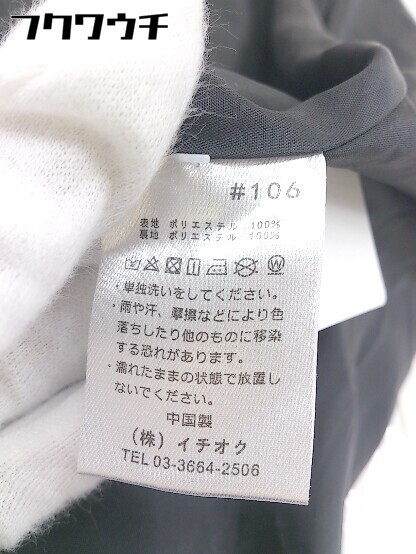 フクワウチ
#106
表地 ポリエステル 100%
裏地 ポリエステル 100%
・単独洗いをしてください。
・雨や汗、摩擦などにより色
落ちしたり他のものに移染
する恐れがあります。
・濡れたままの状態で放置し
ないでください。
中国製
(株) イチオク
TEL 03-3664-2506